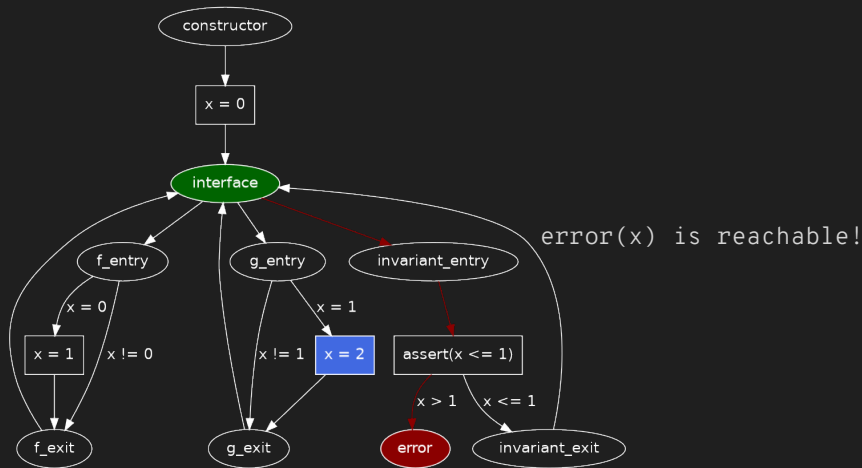 constructor
x = 0
interface
error(x) is reachable!
f_entry
g_entry
invariant_entry
x = 0
x = 1
x = 1
x != 0
x != 1
x = 2
assert(x <= 1)
x > 1
x <= 1
f_exit
g_exit
error
invariant_exit